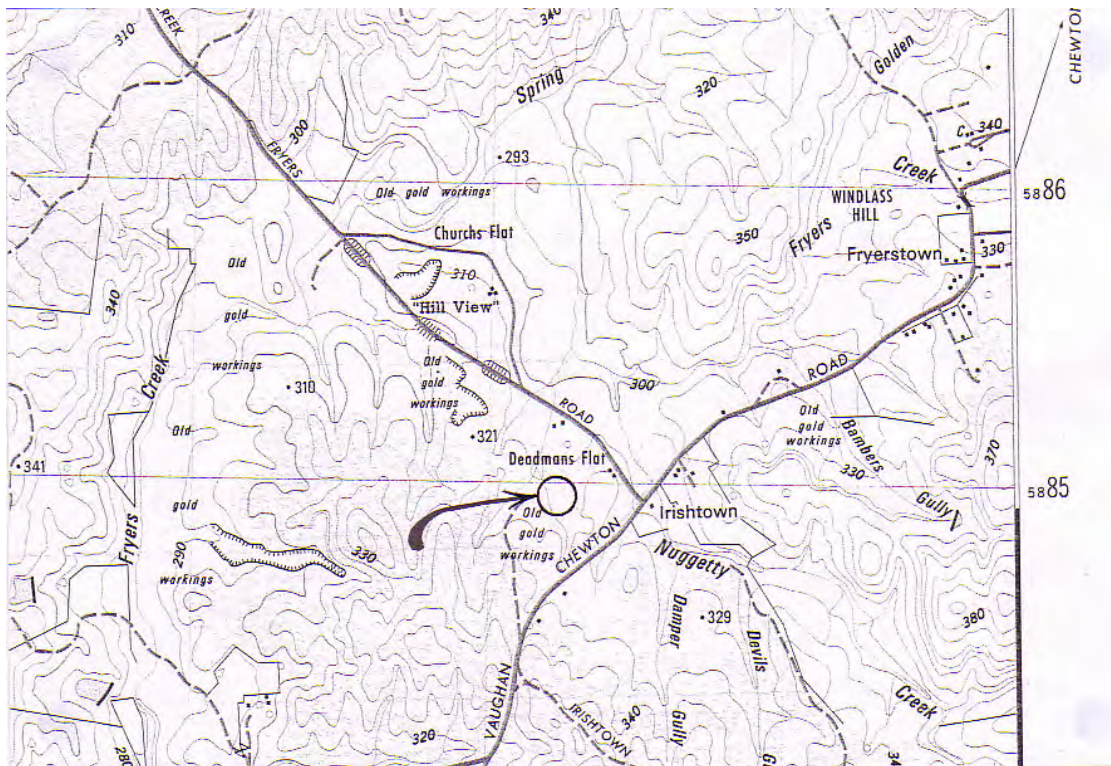 310
CREEK
340
Golden
CHEWTON
Spring
320
300
FRYERS
293
C.
340
Old gold workings
Creek
5886
WINDLASS
HILL
350
Fryers
Churchs Flat
Fryerstown
330
Old
gold
workings
310
"Hill View"
340
Creek
310
Old
gold
workings
300
ROAD
ROAD
Old
gold
workings
Bambers
330
Gully
370
341
Old
gold
workings
321
Deadmans Flat
5885
Old
gold
workings
Irishtown
CHEWTON
Nuggetty
Fryers
290
330
Damper
329
Devils
380
VAUGHAN
IRISHTOWN
340
Gully
Creek
320
280